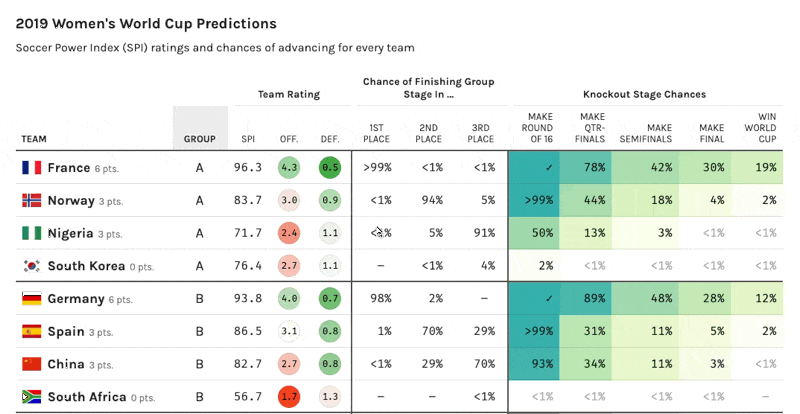 2019 Women's World Cup Predictions
Soccer Power Index (SPI) ratings and chances of advancing for every team
Team Rating Chance of Finishing Group Stage In ... Knockout Stage Chances
TEAM GROUP SPI OFF. DEF. 1ST PLACE 2ND PLACE 3RD PLACE MAKE ROUND OF 16 MAKE QTR-FINALS MAKE SEMIFINALS MAKE FINAL WIN WORLD CUP
France 6 pts. A 96.3 4.3 0.5 >99% <1% <1% ✓ 78% 42% 30% 19%
Norway 3 pts. A 83.7 3.0 0.9 <1% 94% 5% >99% 44% 18% 4% 2%
Nigeria 3 pts. A 71.7 2.4 1.1 5% 91% 50% 13% 3% <1% <1%
South Korea 0 pts. A 76.4 2.7 1.1 – <1% 4% 2% <1% <1% <1% <1%
Germany 6 pts. B 93.8 4.0 0.7 98% 2% – ✓ 89% 48% 28% 12%
Spain 3 pts. B 86.5 3.1 0.8 1% 70% 29% >99% 31% 11% 5% 2%
China 3 pts. B 82.7 2.7 0.8 <1% 29% 70% 93% 34% 11% 3% <1%
South Africa 0 pts. B 56.7 1.7 1.3 – – <1% <1% <1% <1% <1% –